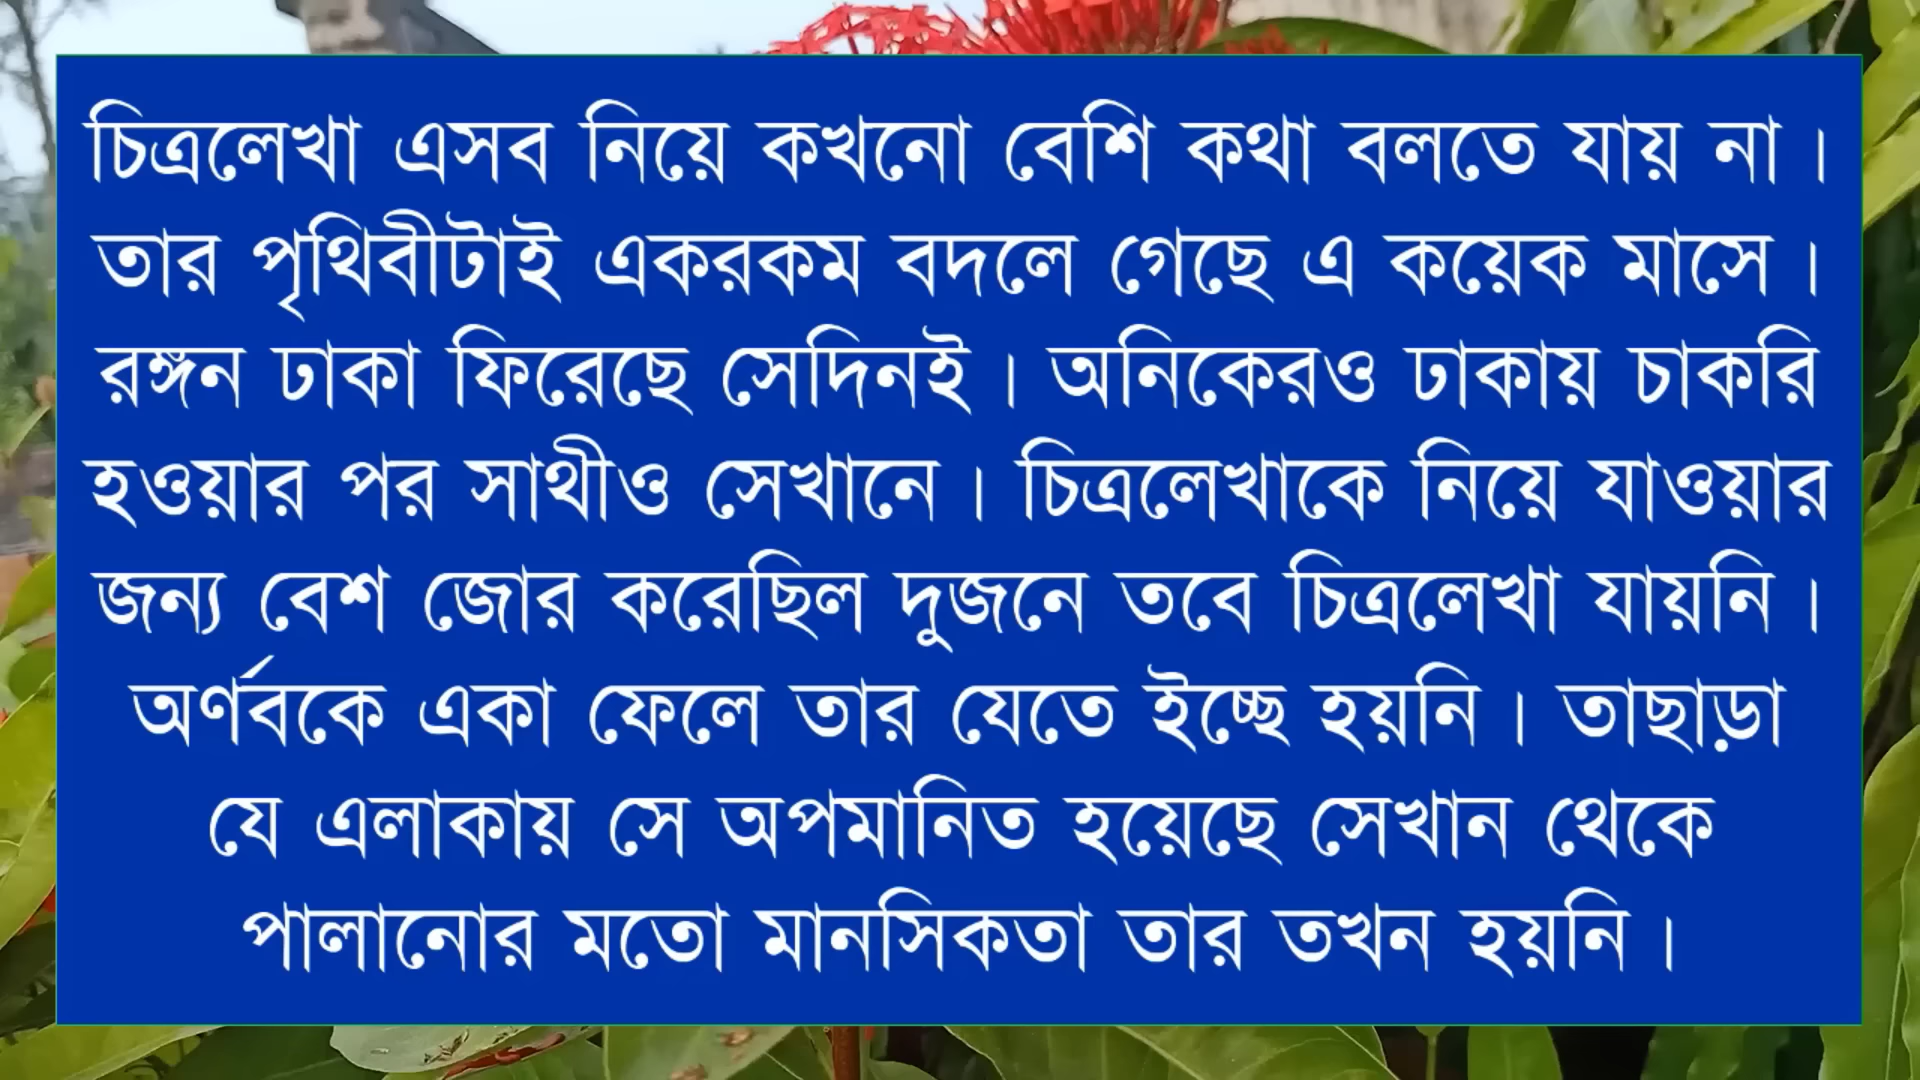 চিত্রলেখা এসব নিয়ে কখনো বেশি কথা বলতে যায় না।
তার পৃথিবীটাই একরকম বদলে গেছে এ কয়েক মাসে।
রঙ্গন ঢাকা ফিরেছে সেদিনই। অনিকেরও ঢাকায় চাকরি
হওয়ার পর সাথীও সেখানে। চিত্রলেখাকে নিয়ে যাওয়ার
জন্য বেশ জোর করেছিল দুজনে তবে চিত্রলেখা যায়নি।
অর্ণবকে একা ফেলে তার যেতে ইচ্ছে হয়নি। তাছাড়া
যে এলাকায় সে অপমানিত হয়েছে সেখান থেকে
পালানোর মতো মানসিকতা তার তখন হয়নি।